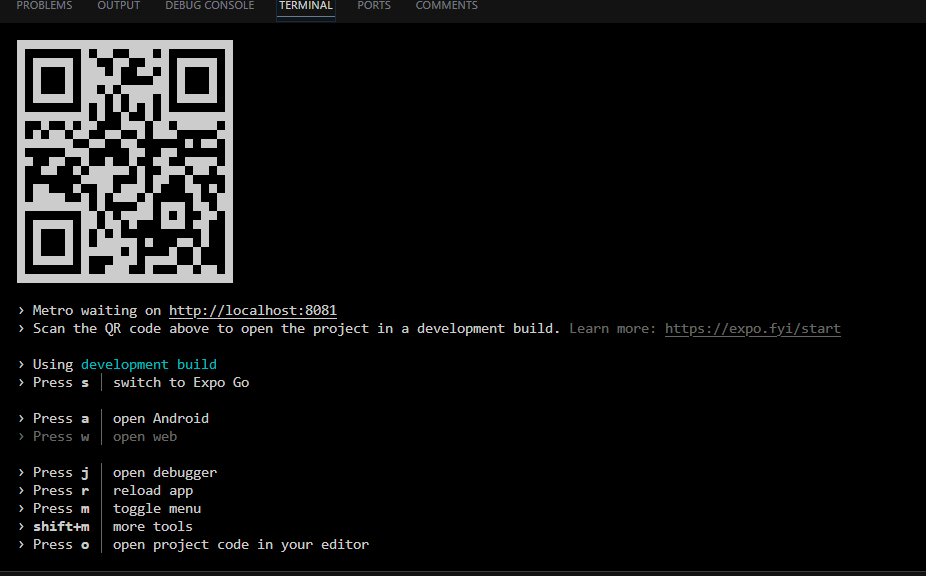 PROBLEMS OUTPUT DEBUG CONSOLE TERMINAL PORTS COMMENTS
› Metro waiting on http://localhost:8081
› Scan the QR code above to open the project in a development build. Learn more: https://expo.fyi/start
› Using development build
› Press s │ switch to Expo Go
› Press a │ open Android
› Press w │ open web
› Press j │ open debugger
› Press r │ reload app
› Press m │ toggle menu
› shift+m │ more tools
› Press o │ open project code in your editor